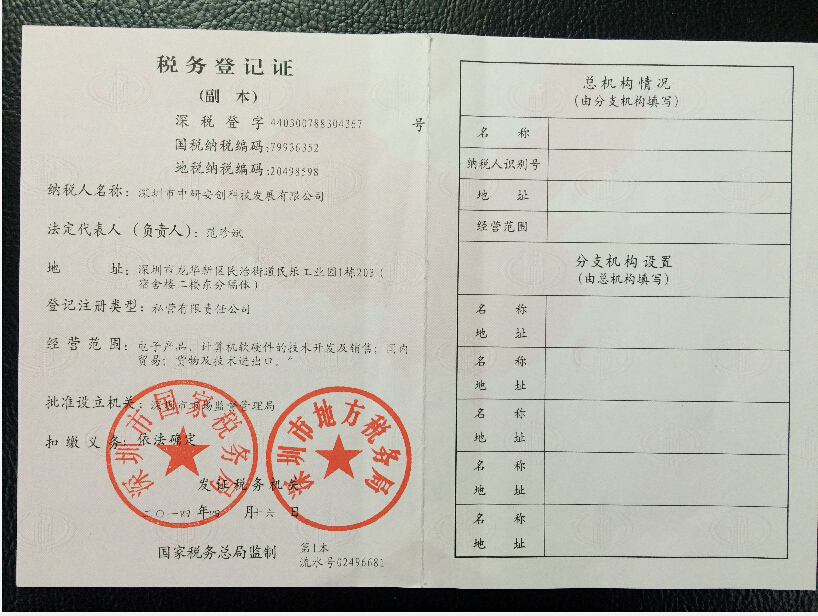 税务登记证
(副 本)
深 税 登 字 440300788304367 号
国税纳税编码:79936352
地税纳税编码:20498598
纳税人名称: 深圳市中研安创科技发展有限公司
法定代表人 (负责人): 范珍斌
地 址: 深圳市龙华新区民治街道民乐工业园1栋203(
宿舍楼二楼东分隔体)
登记注册类型: 私营有限责任公司
经 营 范 围: 电子产品、计算机软硬件的技术开发及销售; 国内
贸易; 货物及技术进出口。^
批准设立机关: 深圳市市场监督管理局
扣 缴 义 务: 依法确定
深圳市国家税务局
深圳市地方税务局
发证税务机关
二〇一四 年 四 月 十六 日
国家税务总局监制
第1本
流水号02496681
总机构情况
(由分支机构填写)
名 称
纳税人识别号
地 址
经营范围
分支机构设置
(由总机构填写)
名 称
地 址
名 称
地 址
名 称
地 址
名 称
地 址
名 称
地 址